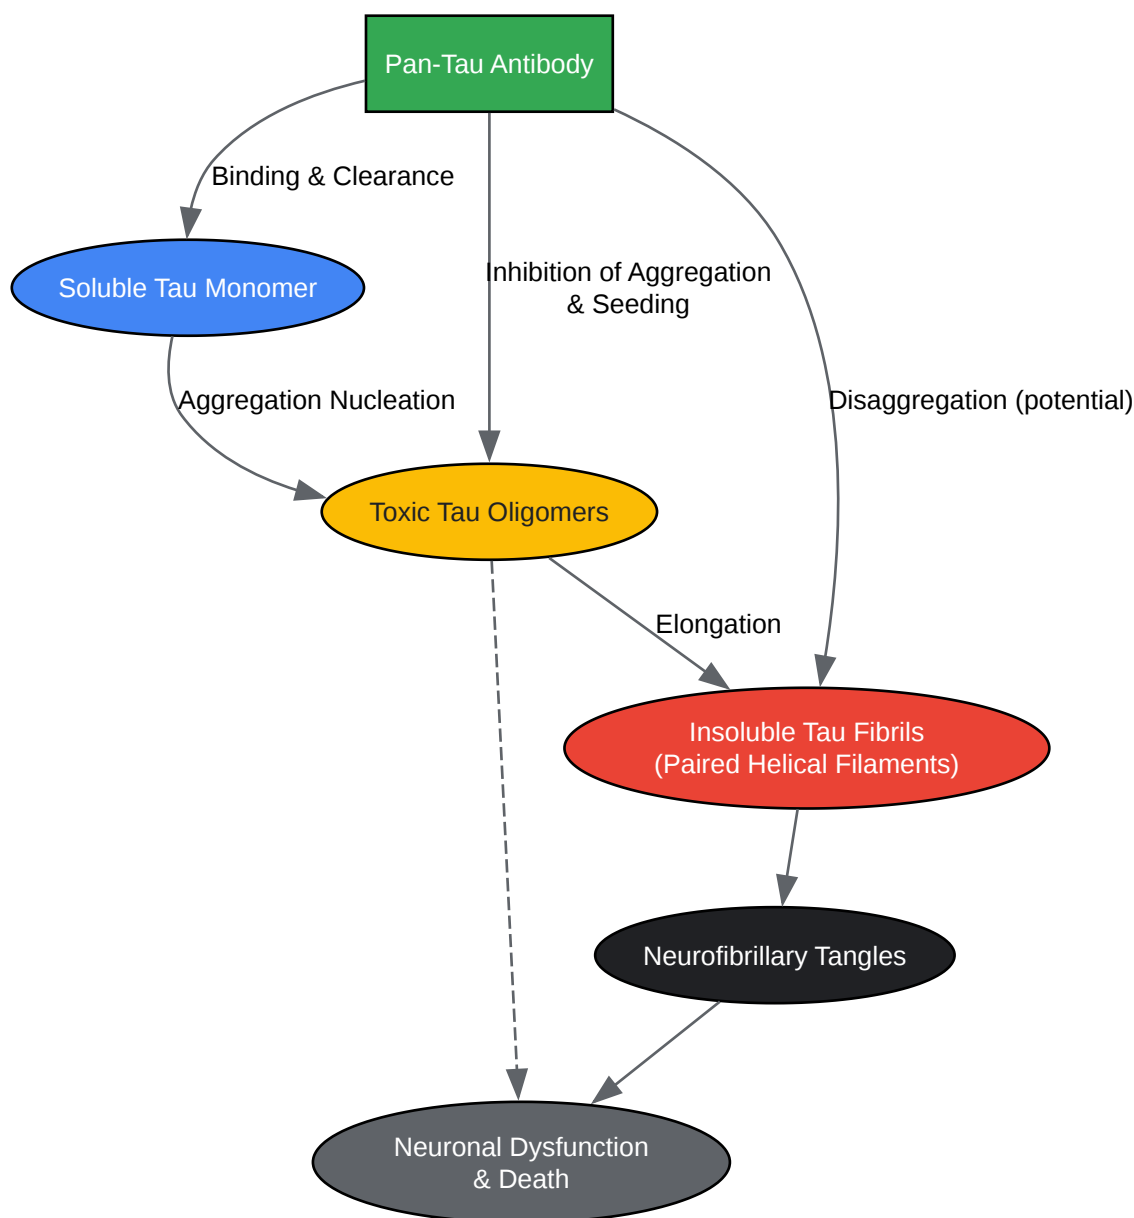 Pan-Tau Antibody
Binding & Clearance
Soluble Tau Monomer
Inhibition of Aggregation
& Seeding
Aggregation Nucleation
Disaggregation (potential)
Toxic Tau Oligomers
Elongation
Insoluble Tau Fibrils
(Paired Helical Filaments)
Neurofibrillary Tangles
Neuronal Dysfunction
& Death